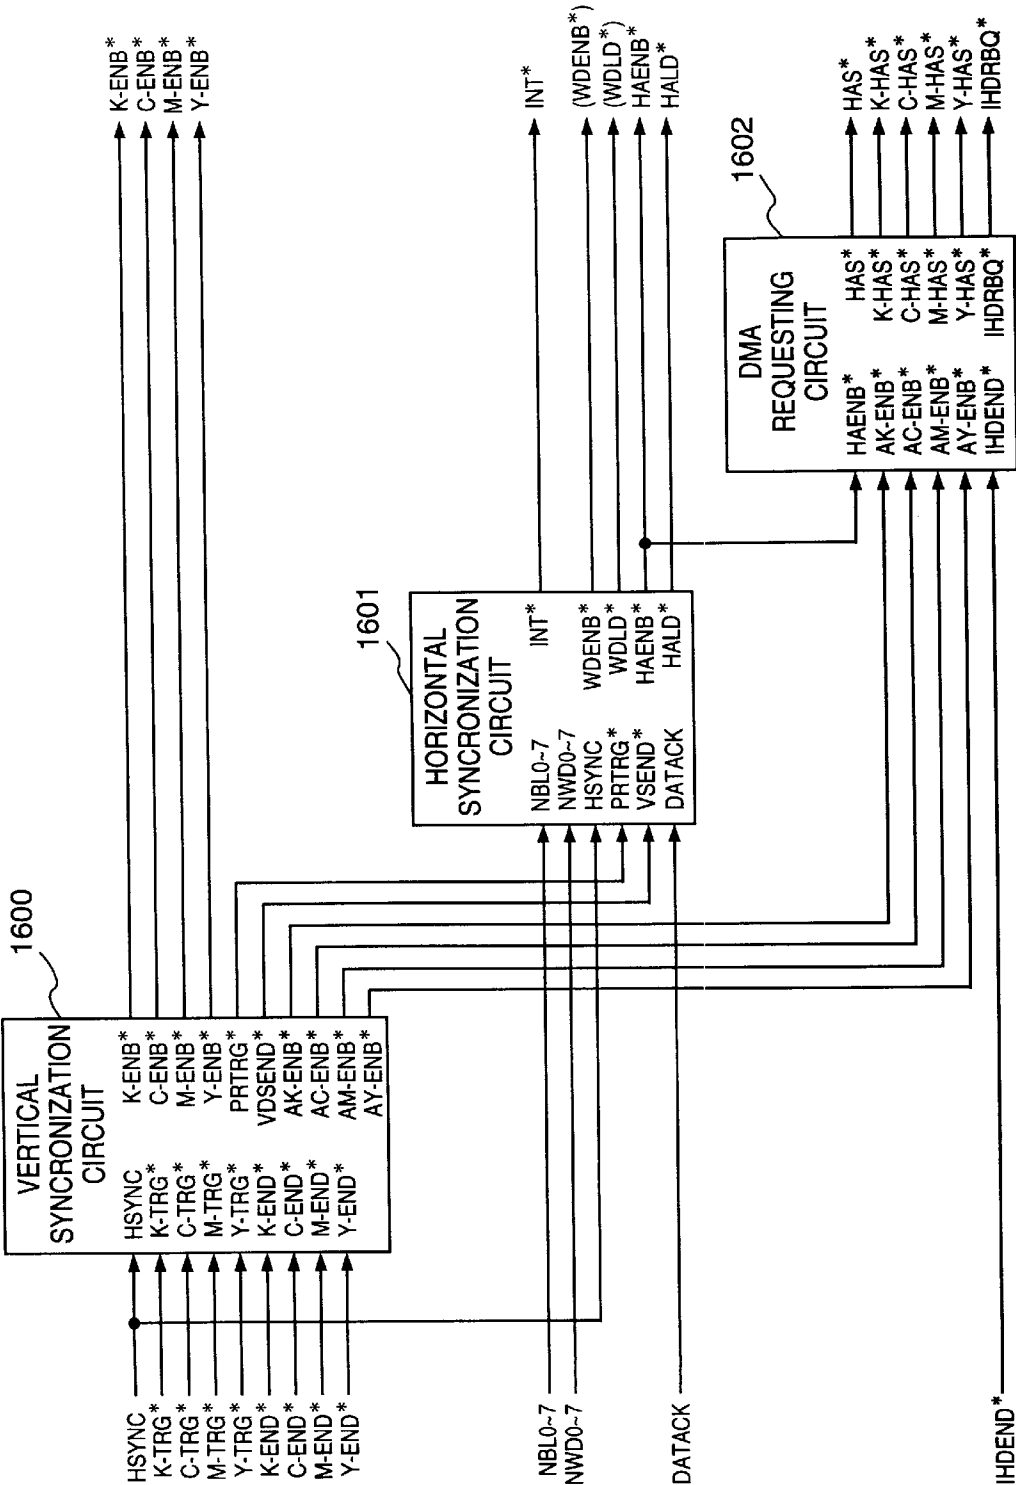 1600
VERTICAL
SYNCRONIZATION
CIRCUIT
HSYNC
K-TRG*
C-TRG*
M-TRG*
Y-TRG*
K-END*
C-END*
M-END*
Y-END*
HSYNC
K-TRG*
C-TRG*
M-TRG*
Y-TRG*
K-END*
C-END*
M-END*
Y-END*
K-ENB*
C-ENB*
M-ENB*
Y-ENB*
PRTRG*
VDSEND*
AK-ENB*
AC-ENB*
AM-ENB*
AY-ENB*
K-ENB*
C-ENB*
M-ENB*
Y-ENB*
1601
HORIZONTAL
SYNCRONIZATION
CIRCUIT
NBL0~7
NWD0~7
DATACK
NBL0~7
NWD0~7
HSYNC
PRTRG*
VSEND*
DATACK
INT*
WDENB*
WDLD*
HAENB*
HALD*
INT*
(WDENB*)
(WDLD*)
HAENB*
HALD*
1602
DMA
REQUESTING
CIRCUIT
IHDEND*
HAENB*
AK-ENB*
AC-ENB*
AM-ENB*
AY-ENB*
IHDEND*
HAS*
K-HAS*
C-HAS*
M-HAS*
Y-HAS*
IHDRBQ*
HAS*
K-HAS*
C-HAS*
M-HAS*
Y-HAS*
IHDRBQ*